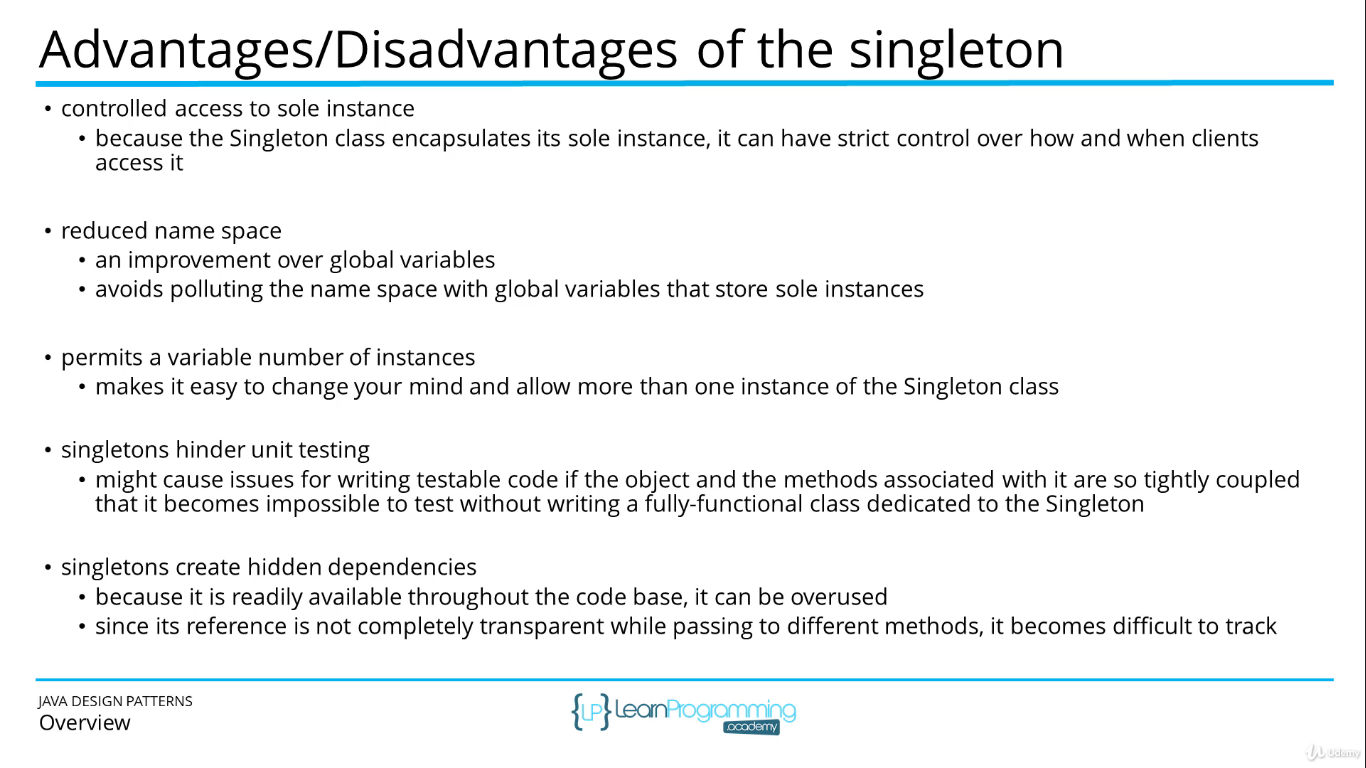 Advantages/Disadvantages of the singleton
• controlled access to sole instance
• because the Singleton class encapsulates its sole instance, it can have strict control over how and when clients
access it
• reduced name space
• an improvement over global variables
• avoids polluting the name space with global variables that store sole instances
• permits a variable number of instances
• makes it easy to change your mind and allow more than one instance of the Singleton class
• singletons hinder unit testing
• might cause issues for writing testable code if the object and the methods associated with it are so tightly coupled
that it becomes impossible to test without writing a fully-functional class dedicated to the Singleton
• singletons create hidden dependencies
• because it is readily available throughout the code base, it can be overused
• since its reference is not completely transparent while passing to different methods, it becomes difficult to track
JAVA DESIGN PATTERNS
Overview
{LP} LearnProgramming
.academy
Udemy